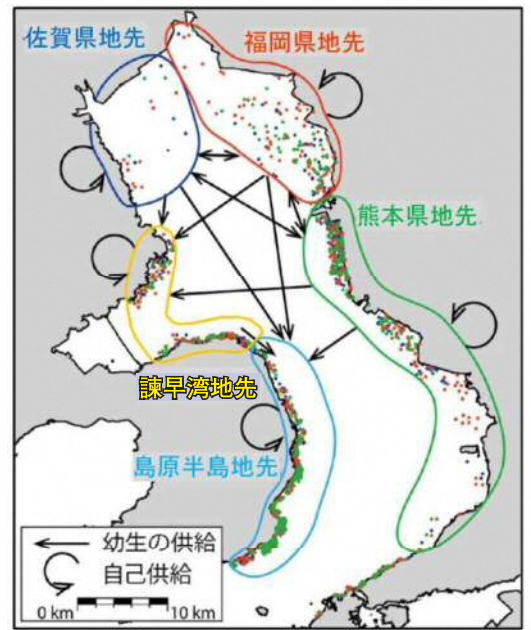 佐賀県地先
福岡県地先
熊本県地先
諫早湾地先
島原半島地先
幼生の供給
自己供給
0 km 10 km